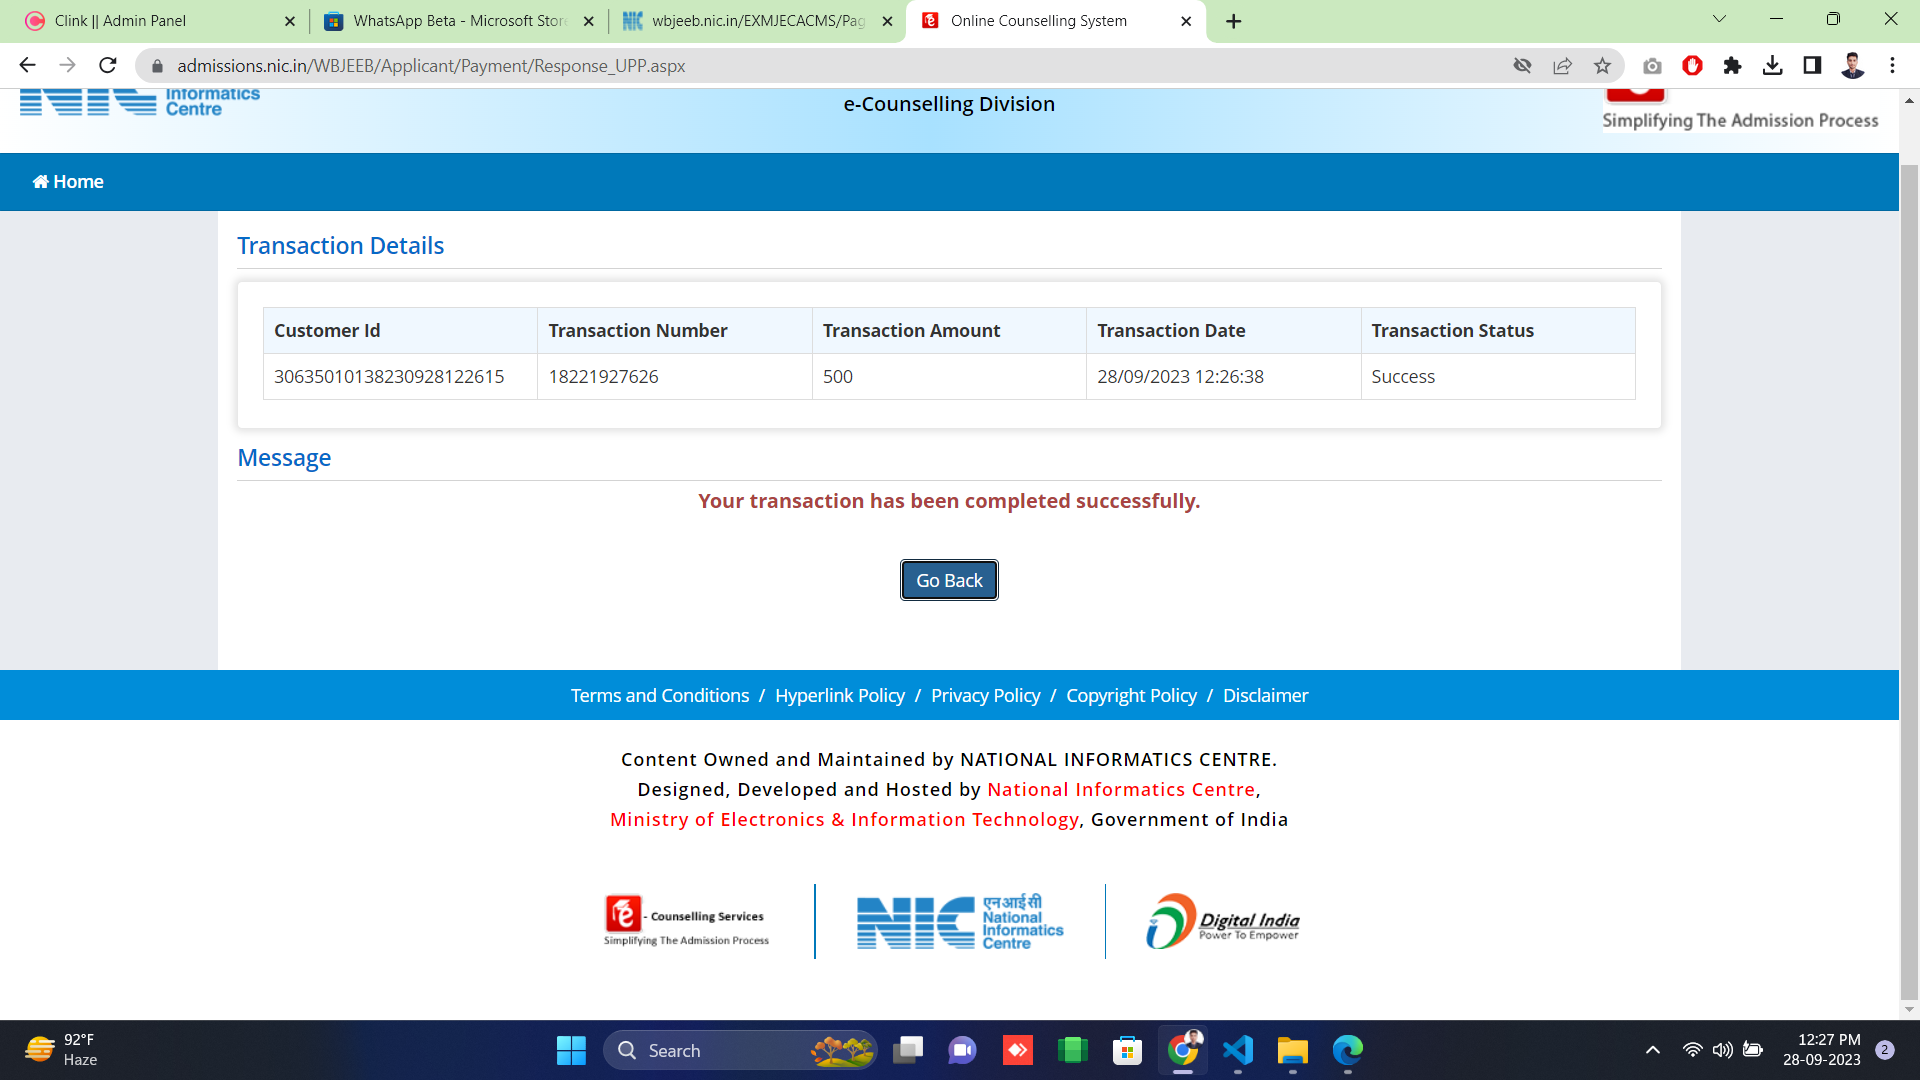 Clink || Admin Panel
WhatsApp Beta - Microsoft Stor
wbjeeb.nic.in/EXMJECACMS/Pag
Online Counselling System
admissions.nic.in/WBJEEB/Applicant/Payment/Response_UPP.aspx
NIC Informatics
Centre
e-Counselling Division
Simplifying The Admission Process
Home
Transaction Details
Customer Id Transaction Number Transaction Amount Transaction Date Transaction Status
30635010138230928122615 18221927626 500 28/09/2023 12:26:38 Success
Message
Your transaction has been completed successfully.
Go Back
Terms and Conditions / Hyperlink Policy / Privacy Policy / Copyright Policy / Disclaimer
Content Owned and Maintained by NATIONAL INFORMATICS CENTRE.
Designed, Developed and Hosted by National Informatics Centre,
Ministry of Electronics & Information Technology, Government of India
e - Counselling Services
Simplifying The Admission Process
NIC
एनआईसी
National
Informatics
Centre
Digital India
Power To Empower
92°F
Haze
Search
12:27 PM
28-09-2023
2